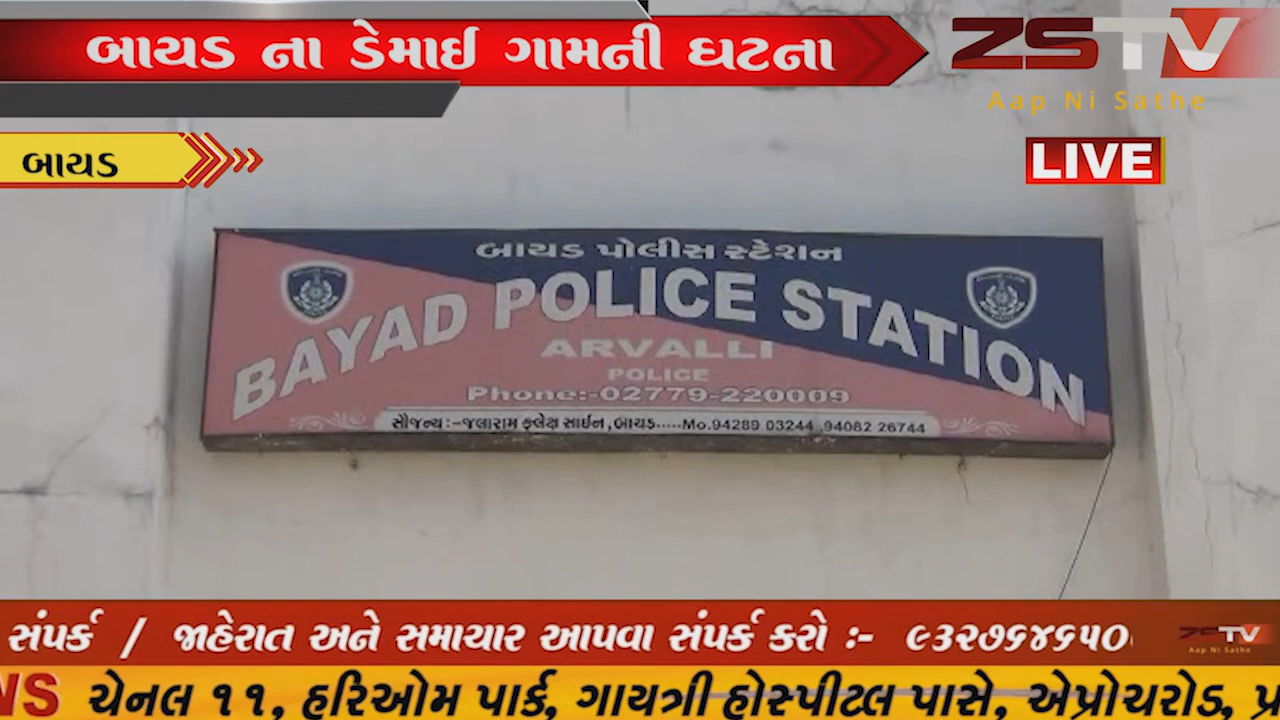 બાયડ ના ડેમાઈ ગામની ઘટના
ZSTV
Aap Ni Sathe
બાયડ
LIVE
બાયડ પોલીસ સ્ટેશન
BAYAD POLICE STATION
ARVALLI
POLICE
Phone:-02779-220009
સૌજન્ય :-જલારામ ફ્લેક્ષ સાઈન , બાયડ.....Mo.94289 03244 ,94082 26744
સંપર્ક / જાહેરાત અને સમાચાર આપવા સંપર્ક કરો :- ૯૩૨૭૬૪૬૫૦
ZSTV
Aap Ni Sathe
ચેનલ ૧૧, હરિઓમ પાર્ક, ગાયત્રી હોસ્પીટલ પાસે, એપ્રોચરોડ,